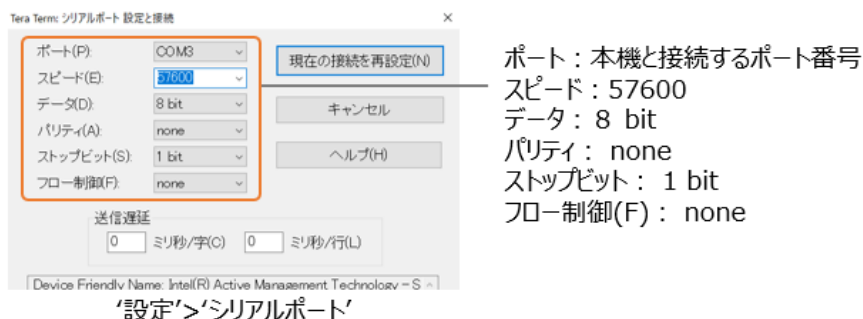 Tera Term: シリアルポート 設定と接続
ポート(P): COM3
現在の接続を再設定(N)
スピード(E): 57600
データ(D): 8 bit
キャンセル
パリティ(A): none
ストップビット(S): 1 bit
ヘルプ(H)
フロー制御(F): none
送信遅延
0 ミリ秒/字(C) 0 ミリ秒/行(L)
Device Friendly Name: Intel(R) Active Management Technology - S
'設定'>'シリアルポート'
ポート：本機と接続するポート番号
スピード：57600
データ： 8 bit
パリティ： none
ストップビット： 1 bit
フロー制御(F)： none